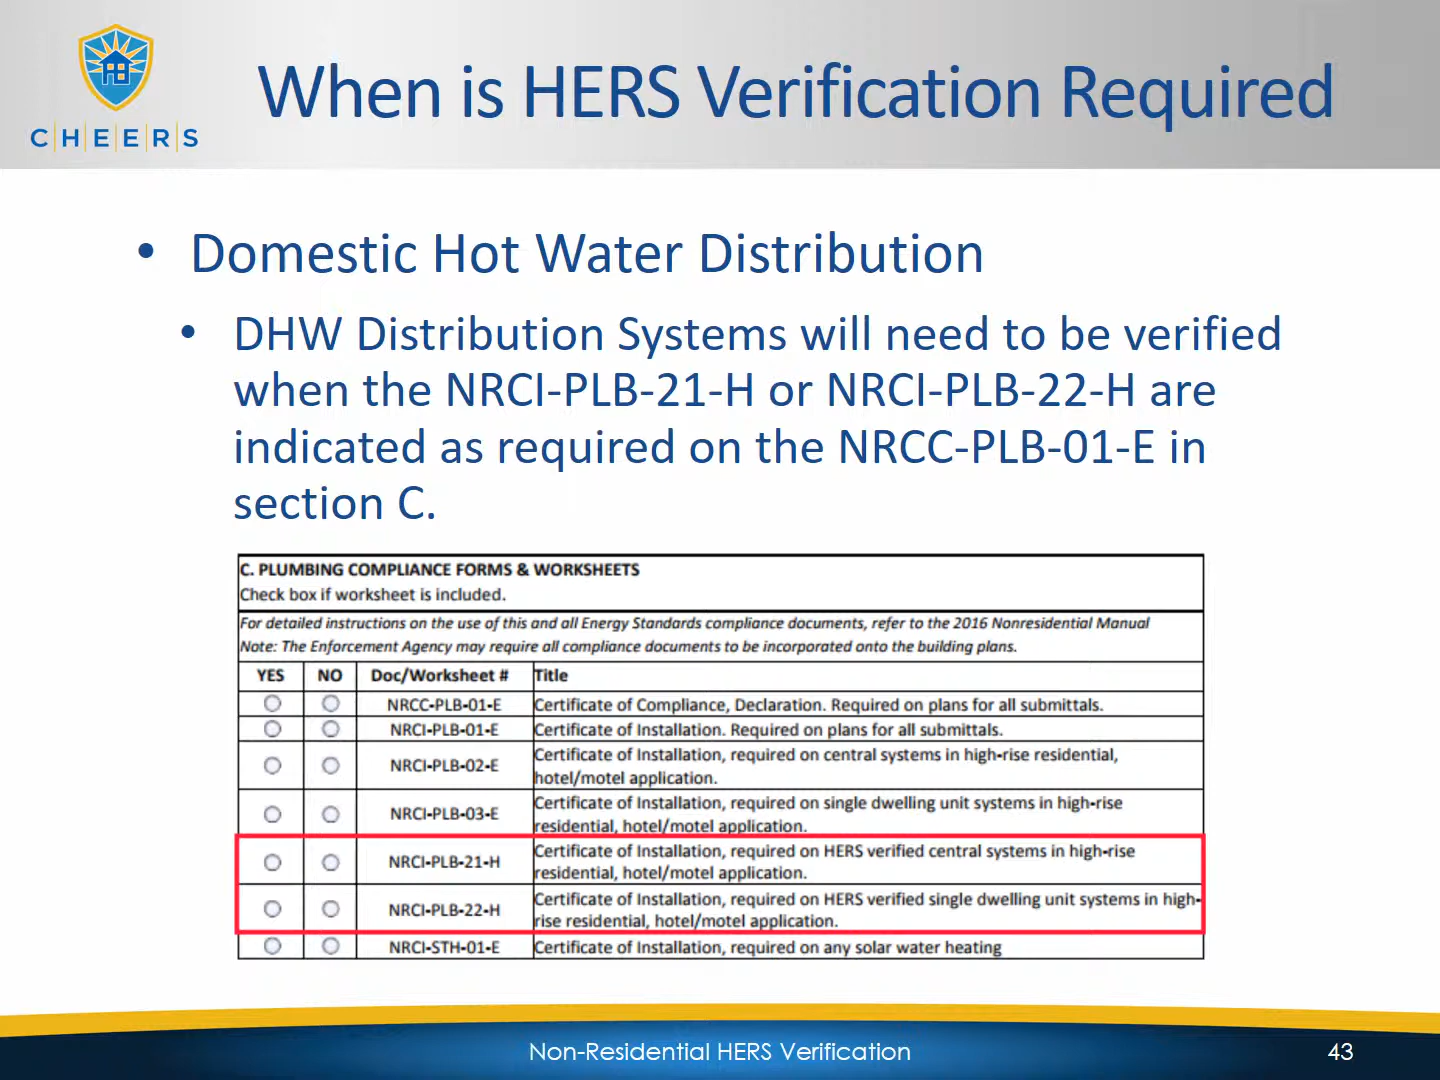 CHEERS
When is HERS Verification Required
• Domestic Hot Water Distribution
• DHW Distribution Systems will need to be verified
when the NRCI-PLB-21-H or NRCI-PLB-22-H are
indicated as required on the NRCC-PLB-01-E in
section C.
C. PLUMBING COMPLIANCE FORMS & WORKSHEETS
Check box if worksheet is included.
For detailed instructions on the use of this and all Energy Standards compliance documents, refer to the 2016 Nonresidential Manual
Note: The Enforcement Agency may require all compliance documents to be incorporated onto the building plans.
YES NO Doc/Worksheet # Title
NRCC-PLB-01-E Certificate of Compliance, Declaration. Required on plans for all submittals.
NRCI-PLB-01-E Certificate of Installation. Required on plans for all submittals.
NRCI-PLB-02-E Certificate of Installation, required on central systems in high-rise residential,
hotel/motel application.
NRCI-PLB-03-E Certificate of Installation, required on single dwelling unit systems in high-rise
residential, hotel/motel application.
NRCI-PLB-21-H Certificate of Installation, required on HERS verified central systems in high-rise
residential, hotel/motel application.
NRCI-PLB-22-H Certificate of Installation, required on HERS verified single dwelling unit systems in high-
rise residential, hotel/motel application.
NRCI-STH-01-E Certificate of Installation, required on any solar water heating
Non-Residential HERS Verification
43